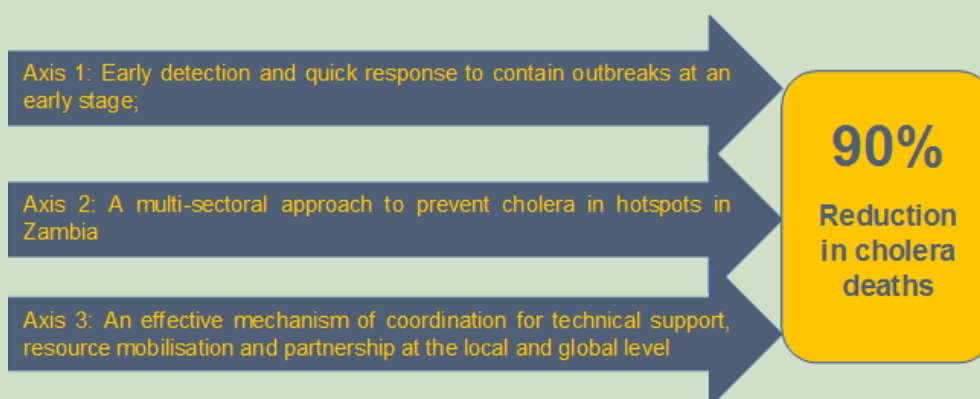 Axis 1: Early detection and quick response to contain outbreaks at an
early stage;
Axis 2: A multi-sectoral approach to prevent cholera in hotspots in
Zambia
Axis 3: An effective mechanism of coordination for technical support,
resource mobilisation and partnership at the local and global level
90%
Reduction
in cholera
deaths